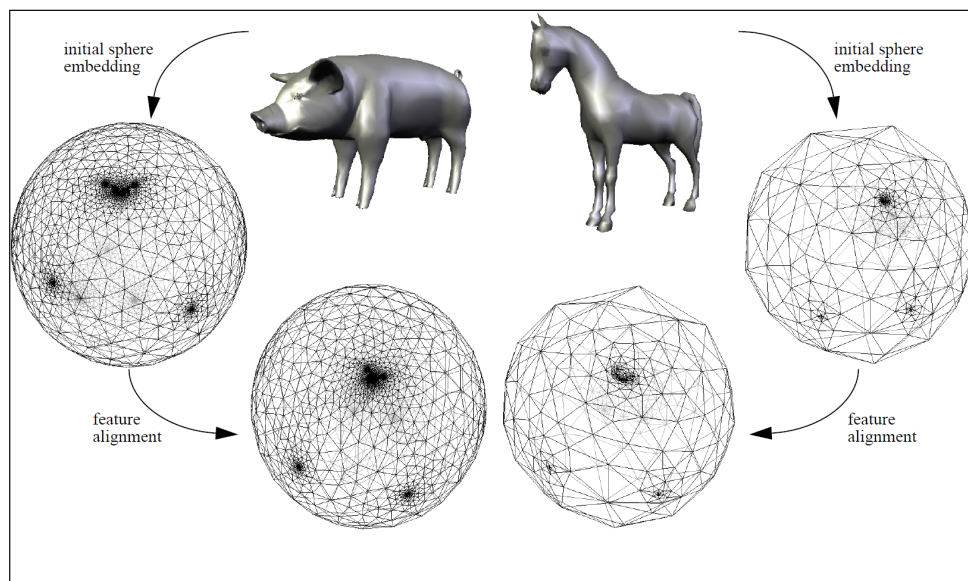 initial sphere
embedding
initial sphere
embedding
feature
alignment
feature
alignment